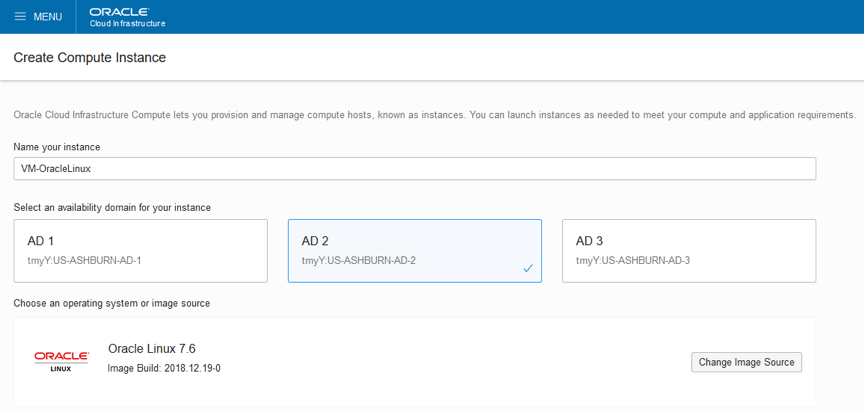 MENU
ORACLE
Cloud Infrastructure
Create Compute Instance
Oracle Cloud Infrastructure Compute lets you provision and manage compute hosts, known as instances. You can launch instances as needed to meet your compute and application requirements.
Name your instance
VM-OracleLinux
Select an availability domain for your instance
AD 1
tmyY:US-ASHBURN-AD-1
AD 2
tmyY:US-ASHBURN-AD-2
AD 3
tmyY:US-ASHBURN-AD-3
Choose an operating system or image source
ORACLE
LINUX
Oracle Linux 7.6
Image Build: 2018.12.19-0
Change Image Source